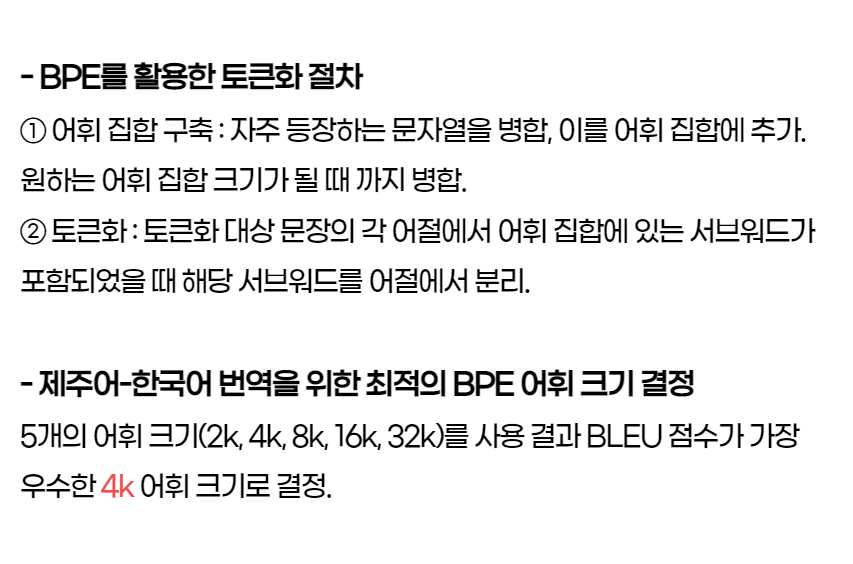 - BPE를 활용한 토큰화 절차
① 어휘 집합 구축 : 자주 등장하는 문자열을 병합, 이를 어휘 집합에 추가.
원하는 어휘 집합 크기가 될 때 까지 병합.
② 토큰화 : 토큰화 대상 문장의 각 어절에서 어휘 집합에 있는 서브워드가
포함되었을 때 해당 서브워드를 어절에서 분리.
- 제주어-한국어 번역을 위한 최적의 BPE 어휘 크기 결정
5개의 어휘 크기(2k, 4k, 8k, 16k, 32k)를 사용 결과 BLEU 점수가 가장
우수한 4k 어휘 크기로 결정.